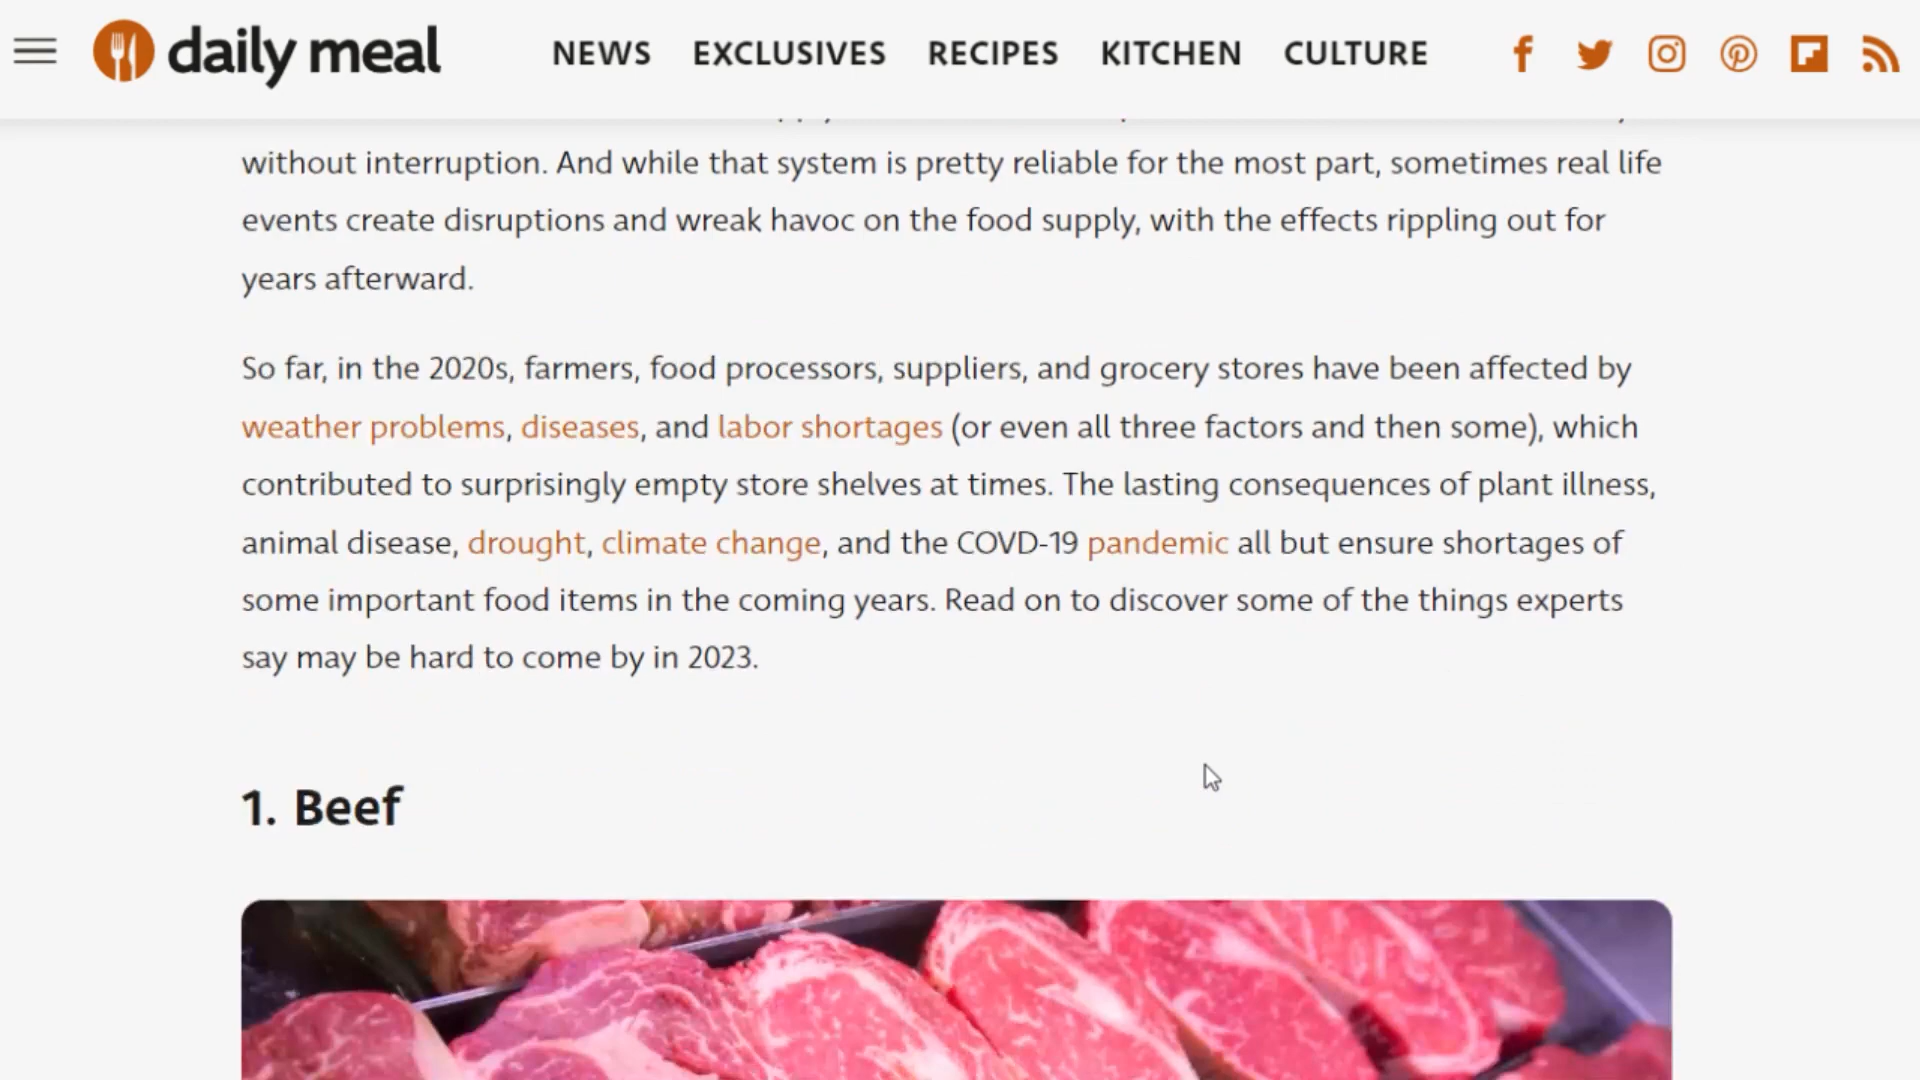 daily meal
NEWS EXCLUSIVES RECIPES KITCHEN CULTURE
without interruption. And while that system is pretty reliable for the most part, sometimes real life
events create disruptions and wreak havoc on the food supply, with the effects rippling out for
years afterward.
So far, in the 2020s, farmers, food processors, suppliers, and grocery stores have been affected by
weather problems, diseases, and labor shortages (or even all three factors and then some), which
contributed to surprisingly empty store shelves at times. The lasting consequences of plant illness,
animal disease, drought, climate change, and the COVD-19 pandemic all but ensure shortages of
some important food items in the coming years. Read on to discover some of the things experts
say may be hard to come by in 2023.
1. Beef